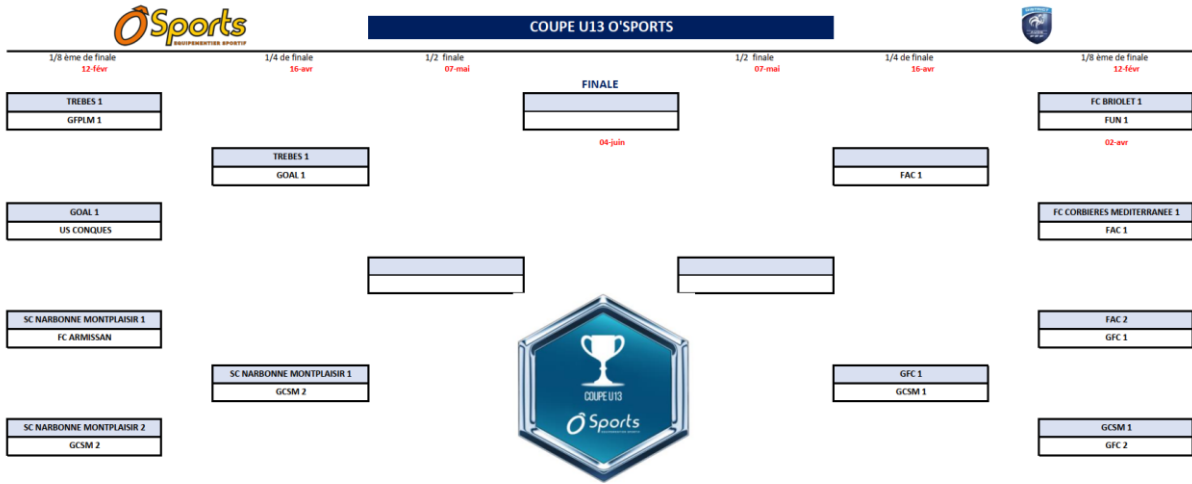 Ô Sports
EQUIPEMENTIER SPORTIF
COUPE U13 O'SPORTS
1/8 ème de finale
12-févr
1/4 de finale
16-avr
1/2 finale
07-mai
1/2 finale
07-mai
1/4 de finale
16-avr
1/8 ème de finale
12-févr
FINALE
04-juin
TREBES 1
GFPLM 1
FC BRIOLET 1
FUN 1
02-avr
TREBES 1
GOAL 1
FAC 1
GOAL 1
US CONQUES
FC CORBIERES MEDITERRANEE 1
FAC 1
SC NARBONNE MONTPLAISIR 1
FC ARMISSAN
FAC 2
GFC 1
SC NARBONNE MONTPLAISIR 1
GCSM 2
GFC 1
GCSM 1
SC NARBONNE MONTPLAISIR 2
GCSM 2
GCSM 1
GFC 2
COUPE U13
Ô Sports